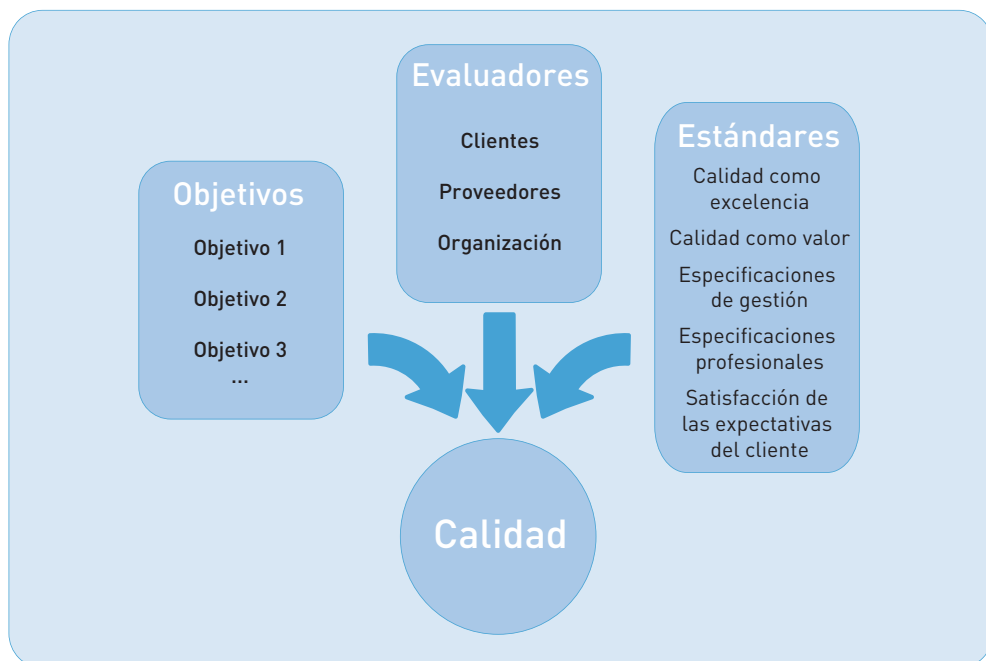 Objetivos
Objetivo 1
Objetivo 2
Objetivo 3
...
Evaluadores
Clientes
Proveedores
Organización
Estándares
Calidad como
excelencia
Calidad como valor
Especificaciones
de gestión
Especificaciones
profesionales
Satisfacción de
las expectativas
del cliente
Calidad